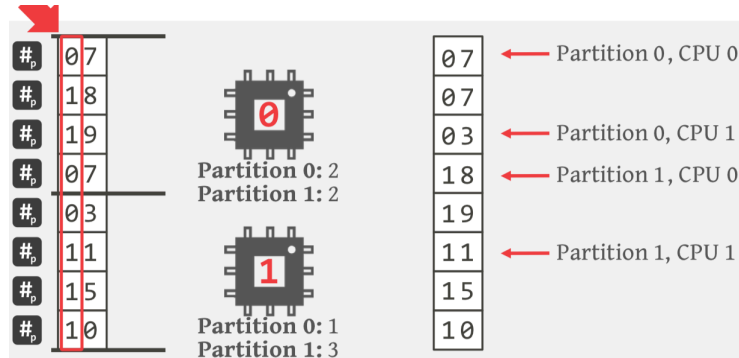 #p 07
#p 18
#p 19
#p 07
#p 03
#p 11
#p 15
#p 10
0
Partition 0: 2
Partition 1: 2
1
Partition 0: 1
Partition 1: 3
07 Partition 0, CPU 0
07
03 Partition 0, CPU 1
18 Partition 1, CPU 0
19
11 Partition 1, CPU 1
15
10